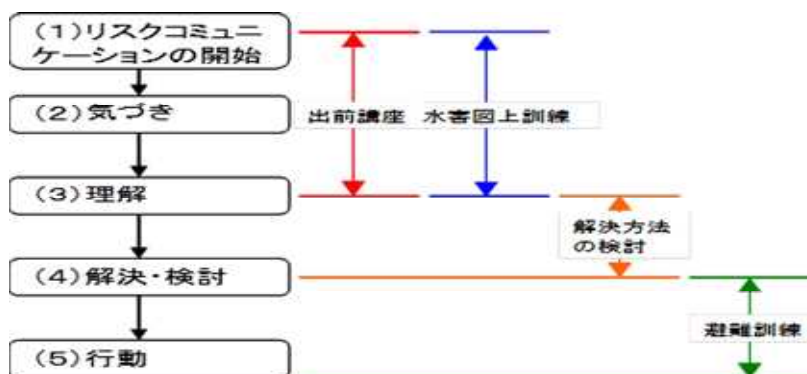 (1)リスクコミュニ
ケーションの開始
(2)気づき
出前講座
水害図上訓練
(3)理解
解決方法
の検討
(4)解決・検討
避難訓練
(5)行動